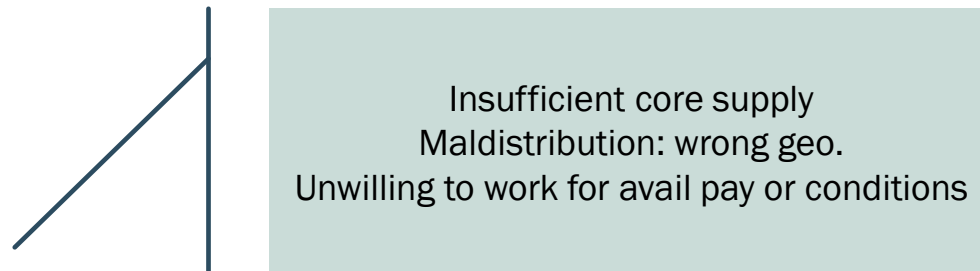 Insufficient core supply
Maldistribution: wrong geo.
Unwilling to work for avail pay or conditions